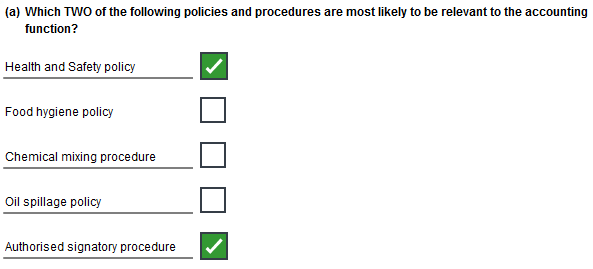 (a) Which TWO of the following policies and procedures are most likely to be relevant to the accounting
function?
Health and Safety policy
Food hygiene policy
Chemical mixing procedure
Oil spillage policy
Authorised signatory procedure